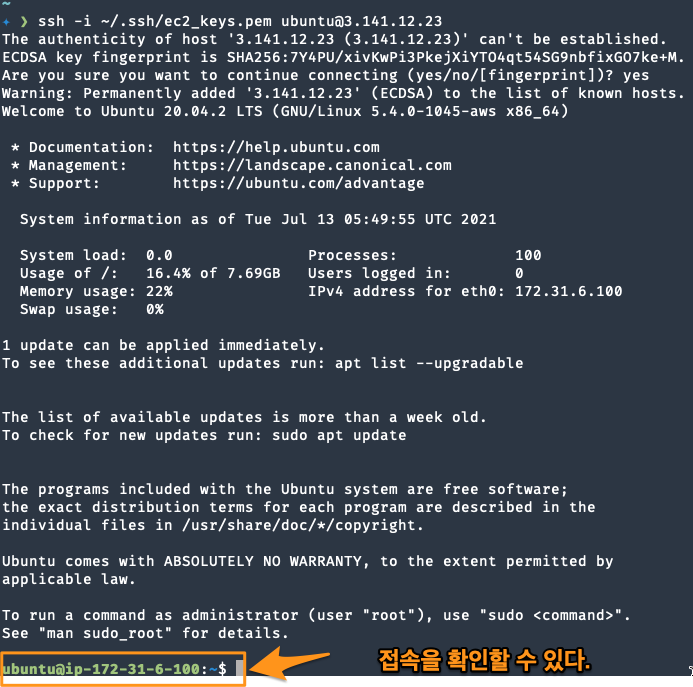 ~
✦ ❯ ssh -i ~/.ssh/ec2_keys.pem ubuntu@3.141.12.23
The authenticity of host '3.141.12.23 (3.141.12.23)' can't be established.
ECDSA key fingerprint is SHA256:7Y4PU/xivKwPi3PkejXiYTO4qt54SG9nbfixGO7ke+M.
Are you sure you want to continue connecting (yes/no/[fingerprint])? yes
Warning: Permanently added '3.141.12.23' (ECDSA) to the list of known hosts.
Welcome to Ubuntu 20.04.2 LTS (GNU/Linux 5.4.0-1045-aws x86_64)
* Documentation:  https://help.ubuntu.com
* Management:     https://landscape.canonical.com
* Support:        https://ubuntu.com/advantage
System information as of Tue Jul 13 05:49:55 UTC 2021
System load:  0.0               Processes:             100
Usage of /:   16.4% of 7.69GB   Users logged in:       0
Memory usage: 22%               IPv4 address for eth0: 172.31.6.100
Swap usage:   0%
1 update can be applied immediately.
To see these additional updates run: apt list --upgradable
The list of available updates is more than a week old.
To check for new updates run: sudo apt update
The programs included with the Ubuntu system are free software;
the exact distribution terms for each program are described in the
individual files in /usr/share/doc/*/copyright.
Ubuntu comes with ABSOLUTELY NO WARRANTY, to the extent permitted by
applicable law.
To run a command as administrator (user "root"), use "sudo <command>".
See "man sudo_root" for details.
ubuntu@ip-172-31-6-100:~$ 접속을 확인할 수 있다.